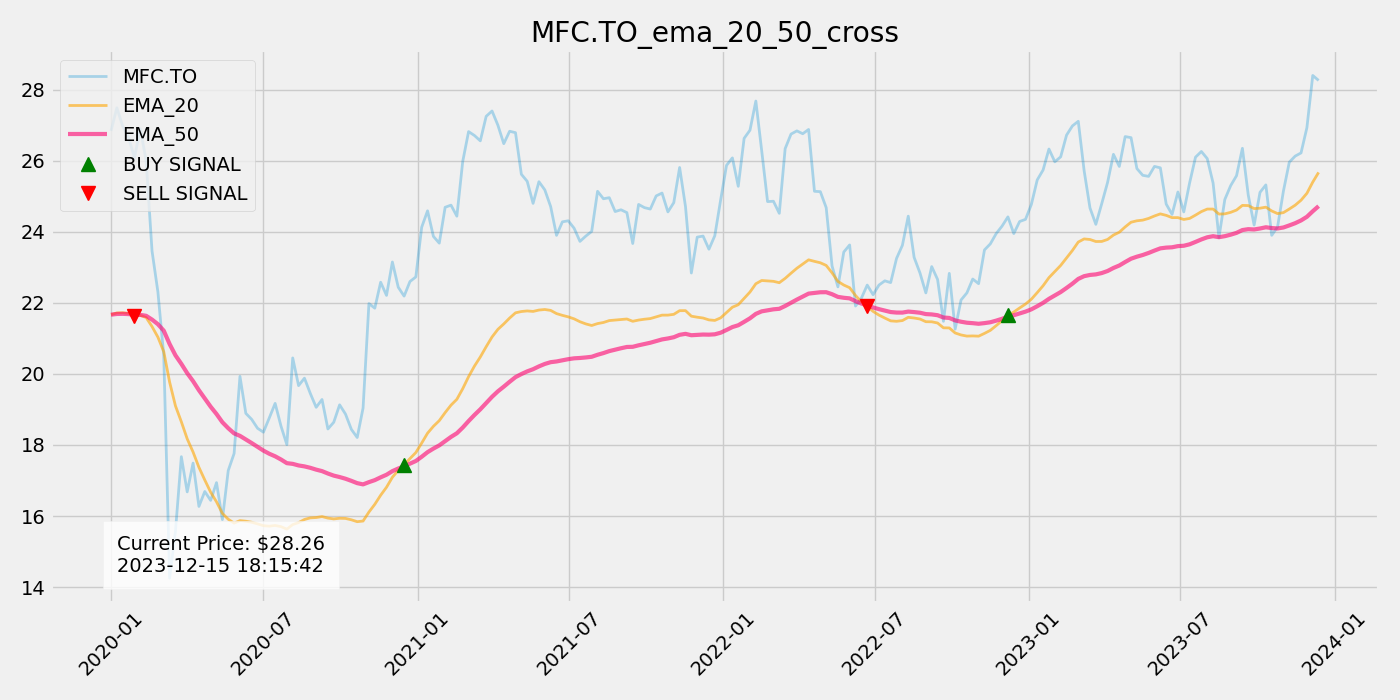 MFC.TO_ema_20_50_cross
MFC.TO
EMA_20
EMA_50
BUY SIGNAL
SELL SIGNAL
28
26
24
22
20
18
16
14
Current Price: $28.26
2023-12-15 18:15:42
2020-01
2020-07
2021-01
2021-07
2022-01
2022-07
2023-01
2023-07
2024-01